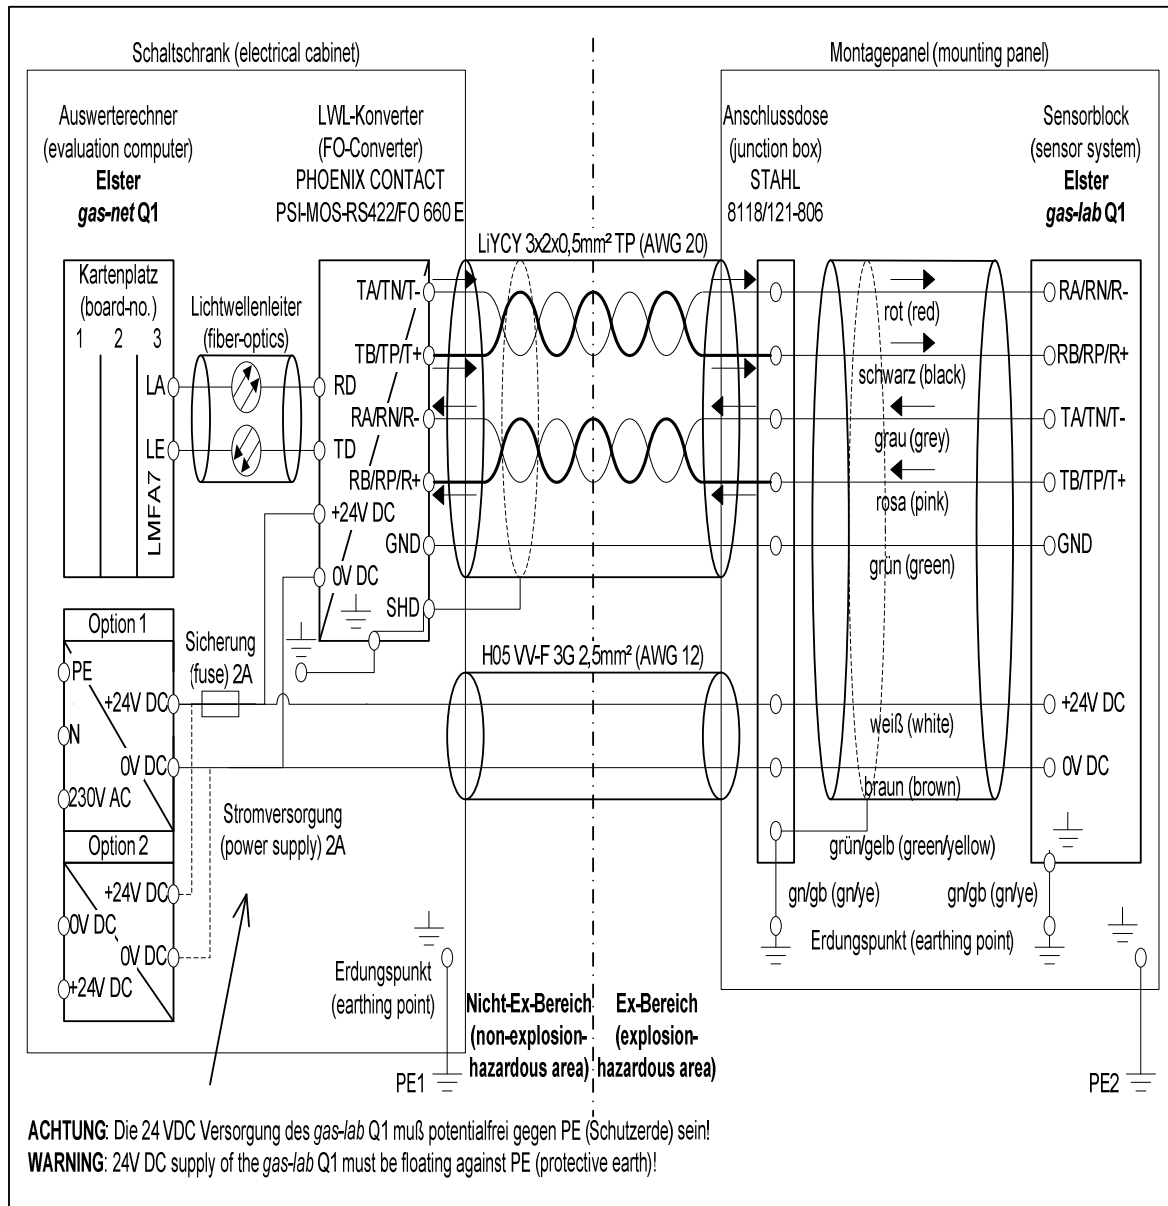 Schaltschrank (electrical cabinet)
Montagepanel (mounting panel)
Auswerterechner
(evaluation computer)
Elster
gas-net Q1
LWL-Konverter
(FO-Converter)
PHOENIX CONTACT
PSI-MOS-RS422/FO 660 E
Anschlussdose
(junction box)
STAHL
8118/121-806
Sensorblock
(sensor system)
Elster
gas-lab Q1
LiYCY 3x2x0,5mm² TP (AWG 20)
Kartenplatz
(board-no.)
1 2 3
LA
LE
LMFA7
Lichtwellenleiter
(fiber-optics)
RD
TD
+24V DC
0V DC
TA/TN/T-
TB/TP/T+
RA/RN/R-
RB/RP/R+
GND
SHD
rot (red)
schwarz (black)
grau (grey)
rosa (pink)
grün (green)
RA/RN/R-
RB/RP/R+
TA/TN/T-
TB/TP/T+
GND
Option 1
PE
+24V DC
N
0V DC
230V AC
Sicherung
(fuse) 2A
H05 VV-F 3G 2,5mm² (AWG 12)
weiß (white)
braun (brown)
+24V DC
0V DC
Stromversorgung
(power supply) 2A
Option 2
+24V DC
0V DC
0V DC
+24V DC
grün/gelb (green/yellow)
gn/gb (gn/ye)
gn/gb (gn/ye)
Erdungspunkt (earthing point)
Erdungspunkt
(earthing point)
Nicht-Ex-Bereich
(non-explosion-
hazardous area)
Ex-Bereich
(explosion-
hazardous area)
PE1
PE2
ACHTUNG: Die 24 VDC Versorgung des gas-lab Q1 muß potentialfrei gegen PE (Schutzerde) sein!
WARNING: 24V DC supply of the gas-lab Q1 must be floating against PE (protective earth)!